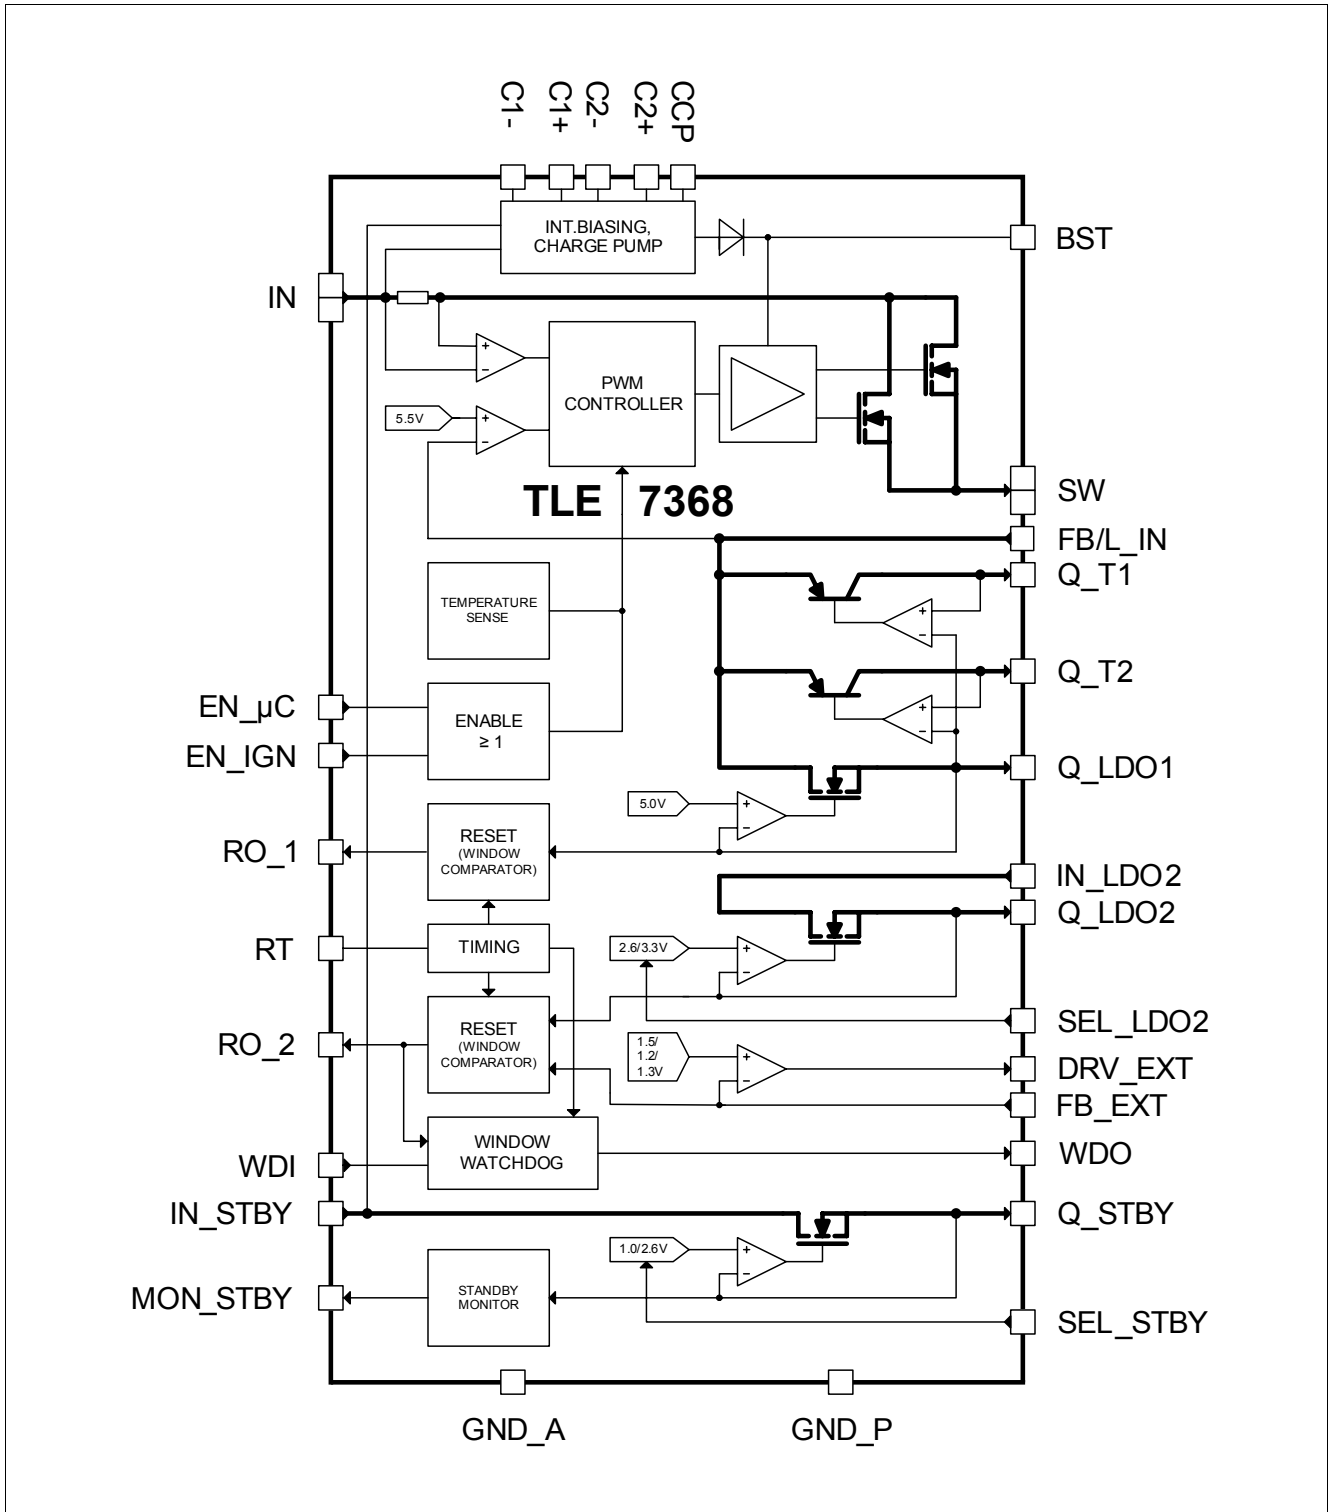 C1-
C1+
C2-
C2+
CCP
INT.BIASING,
CHARGE PUMP
BST
IN
+
−
PWM
CONTROLLER
5.5V
+
−
TLE 7368
SW
FB/L_IN
Q_T1
+
−
TEMPERATURE
SENSE
Q_T2
+
−
EN_µC
EN_IGN
ENABLE
≥ 1
Q_LDO1
5.0V
+
−
RO_1
RESET
(WINDOW
COMPARATOR)
IN_LDO2
Q_LDO2
RT
TIMING
2.6/3.3V
+
−
RO_2
RESET
(WINDOW
COMPARATOR)
SEL_LDO2
1.5/
1.2/
1.3V
+
−
DRV_EXT
FB_EXT
WDI
WINDOW
WATCHDOG
WDO
IN_STBY
Q_STBY
1.0/2.6V
+
−
MON_STBY
STANDBY
MONITOR
SEL_STBY
GND_A
GND_P